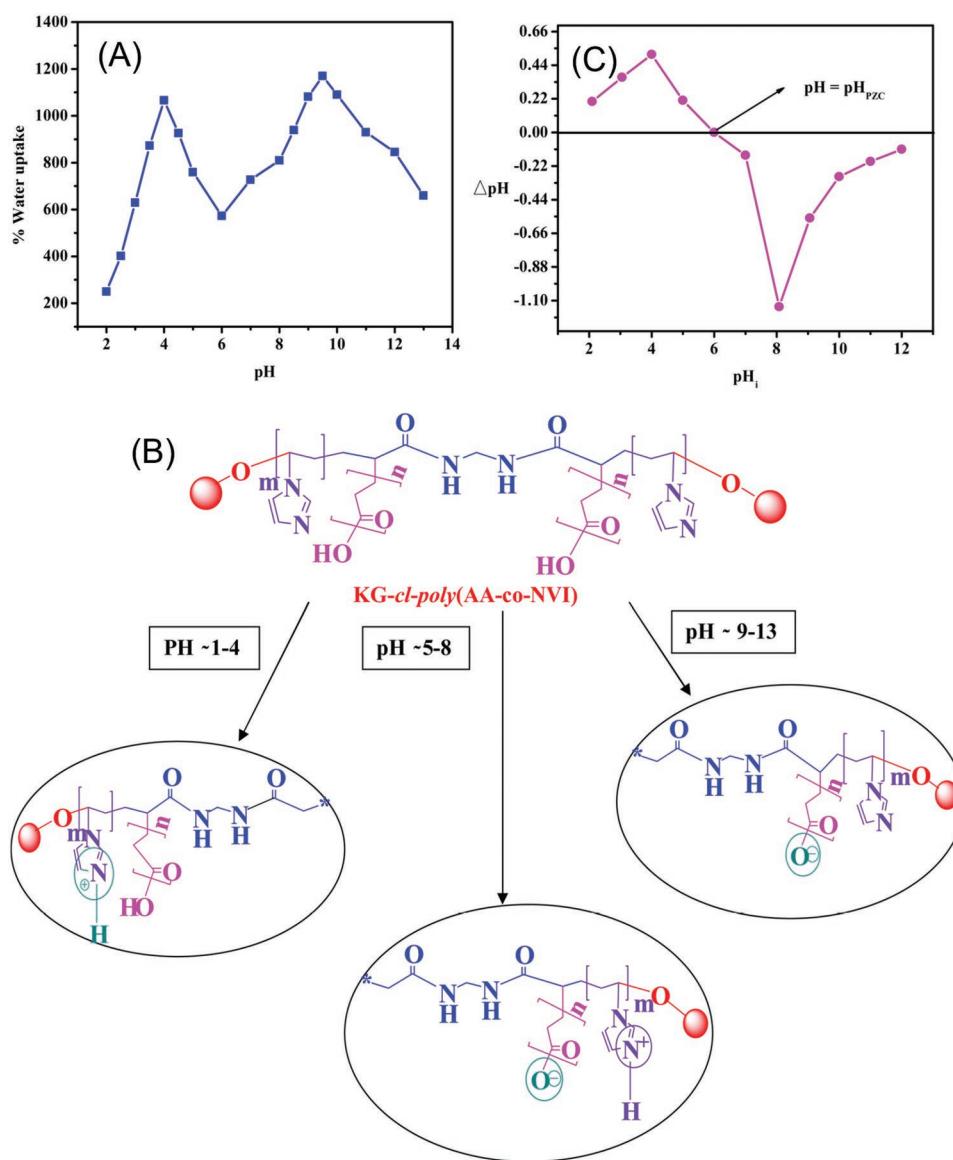 (A)
1400
1200
1000
800
600
400
200
% Water uptake
2 4 6 8 10 12 14
pH
(C)
0.66
0.44
0.22
0.00
-0.22
-0.44
-0.66
-0.88
-1.10
△pH
pH = pHPZC
2 4 6 8 10 12
pHi
(B)
O O
O N N O
m N n H H n N m
N O O N
HO HO
KG-cl-poly(AA-co-NVI)
PH ~1-4
pH ~5-8
pH ~ 9-13
O O
* N N n m O
H H N
O N
O⊖
O O
O N N *
m N n H H
N⊕ O
HO
H
O O
* N N n m O
H H N
O N+
O⊖
H